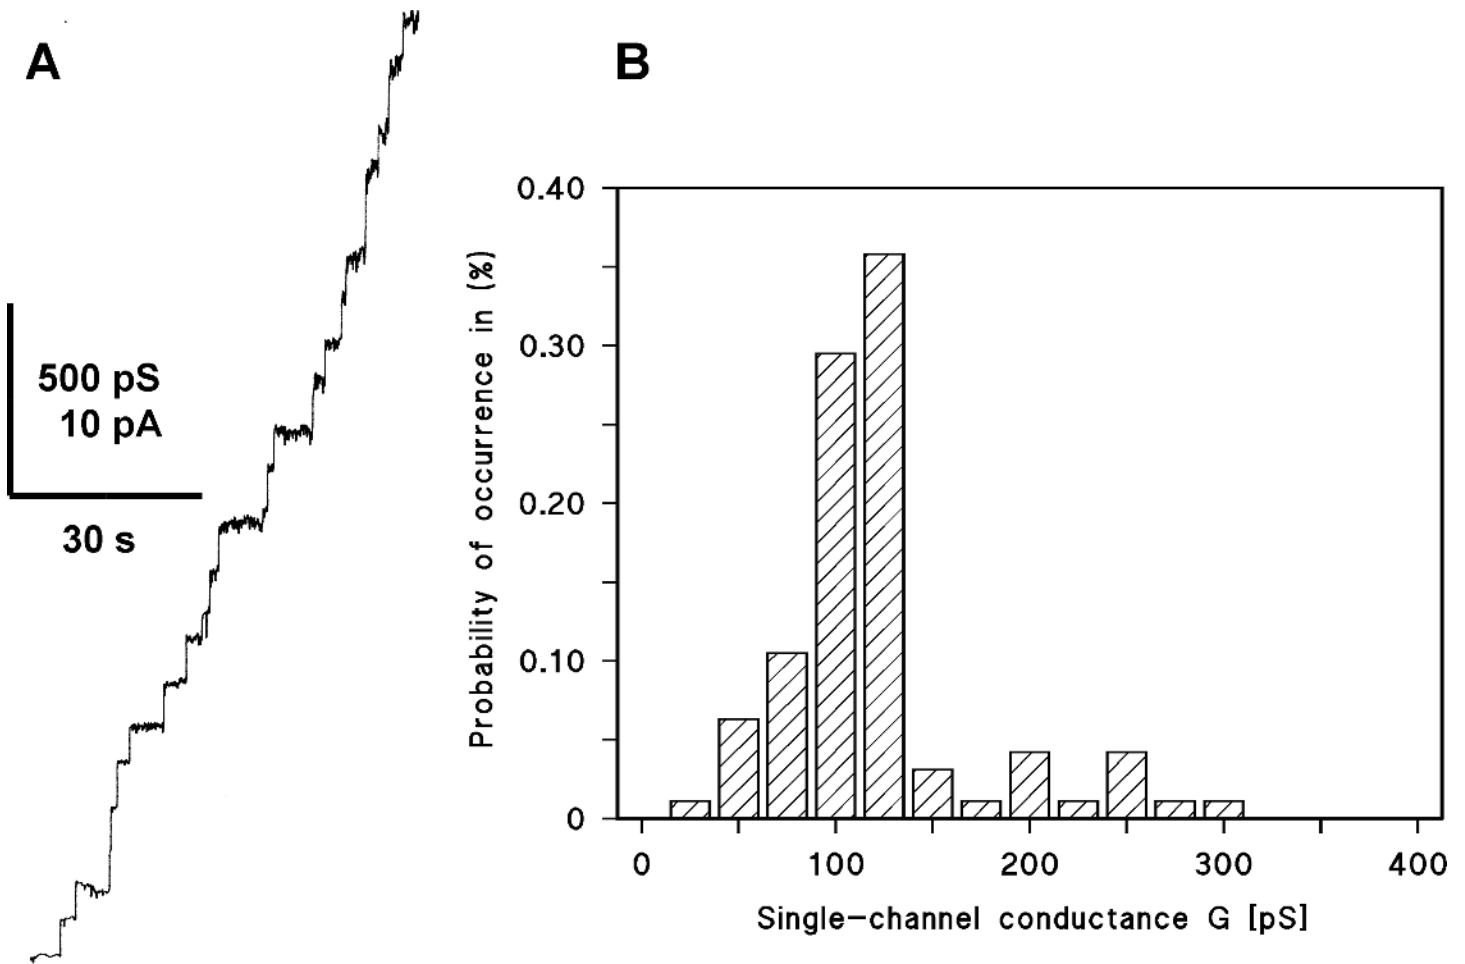 A
B
500 pS
10 pA
30 s
Probability of occurrence in (%)
0.40
0.30
0.20
0.10
0
0 100 200 300 400
Single-channel conductance G [pS]